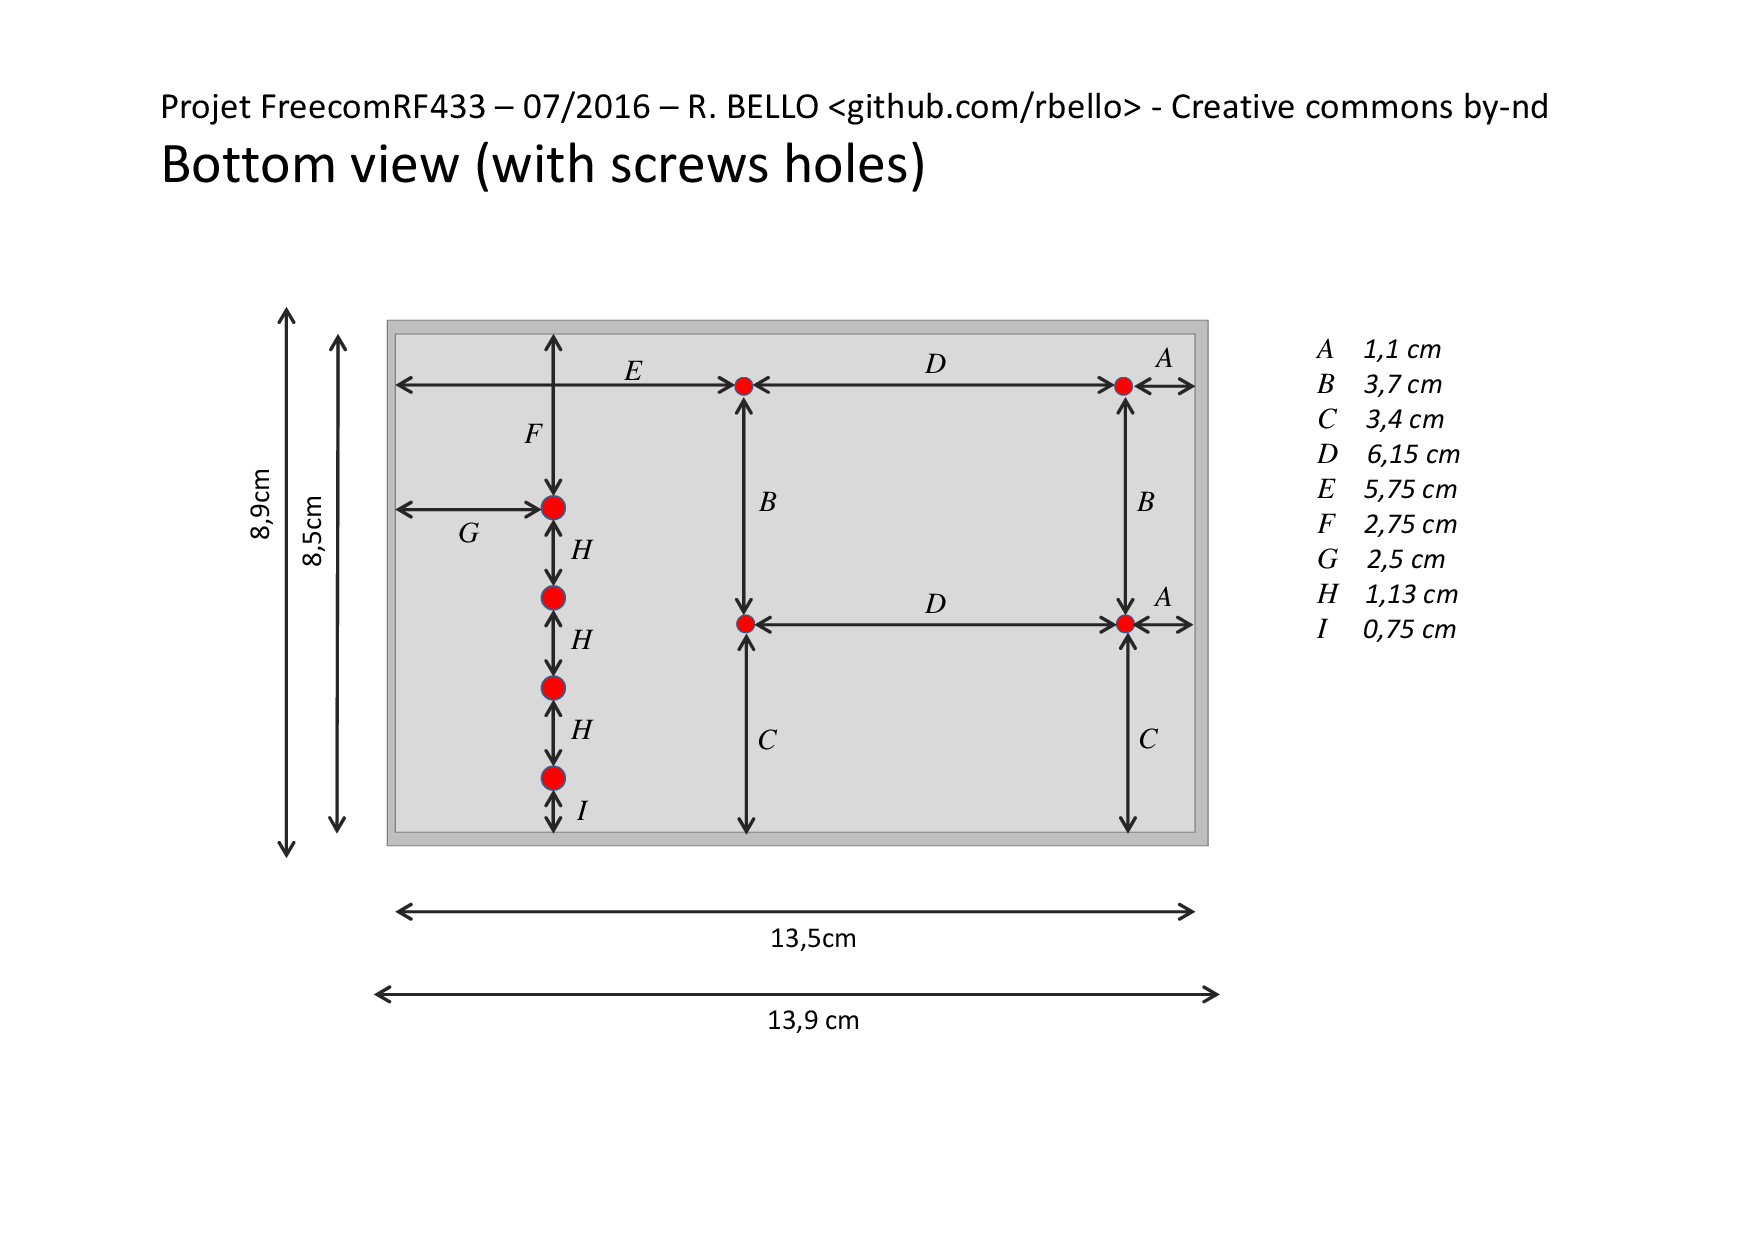 Projet FreecomRF433 – 07/2016 – R. BELLO <github.com/rbello> - Creative commons by-nd
Bottom view (with screws holes)
8,9cm
8,5cm
E
D
A
F
G
H
B
B
H
D
A
H
C
C
I
A 1,1 cm
B 3,7 cm
C 3,4 cm
D 6,15 cm
E 5,75 cm
F 2,75 cm
G 2,5 cm
H 1,13 cm
I 0,75 cm
13,5cm
13,9 cm